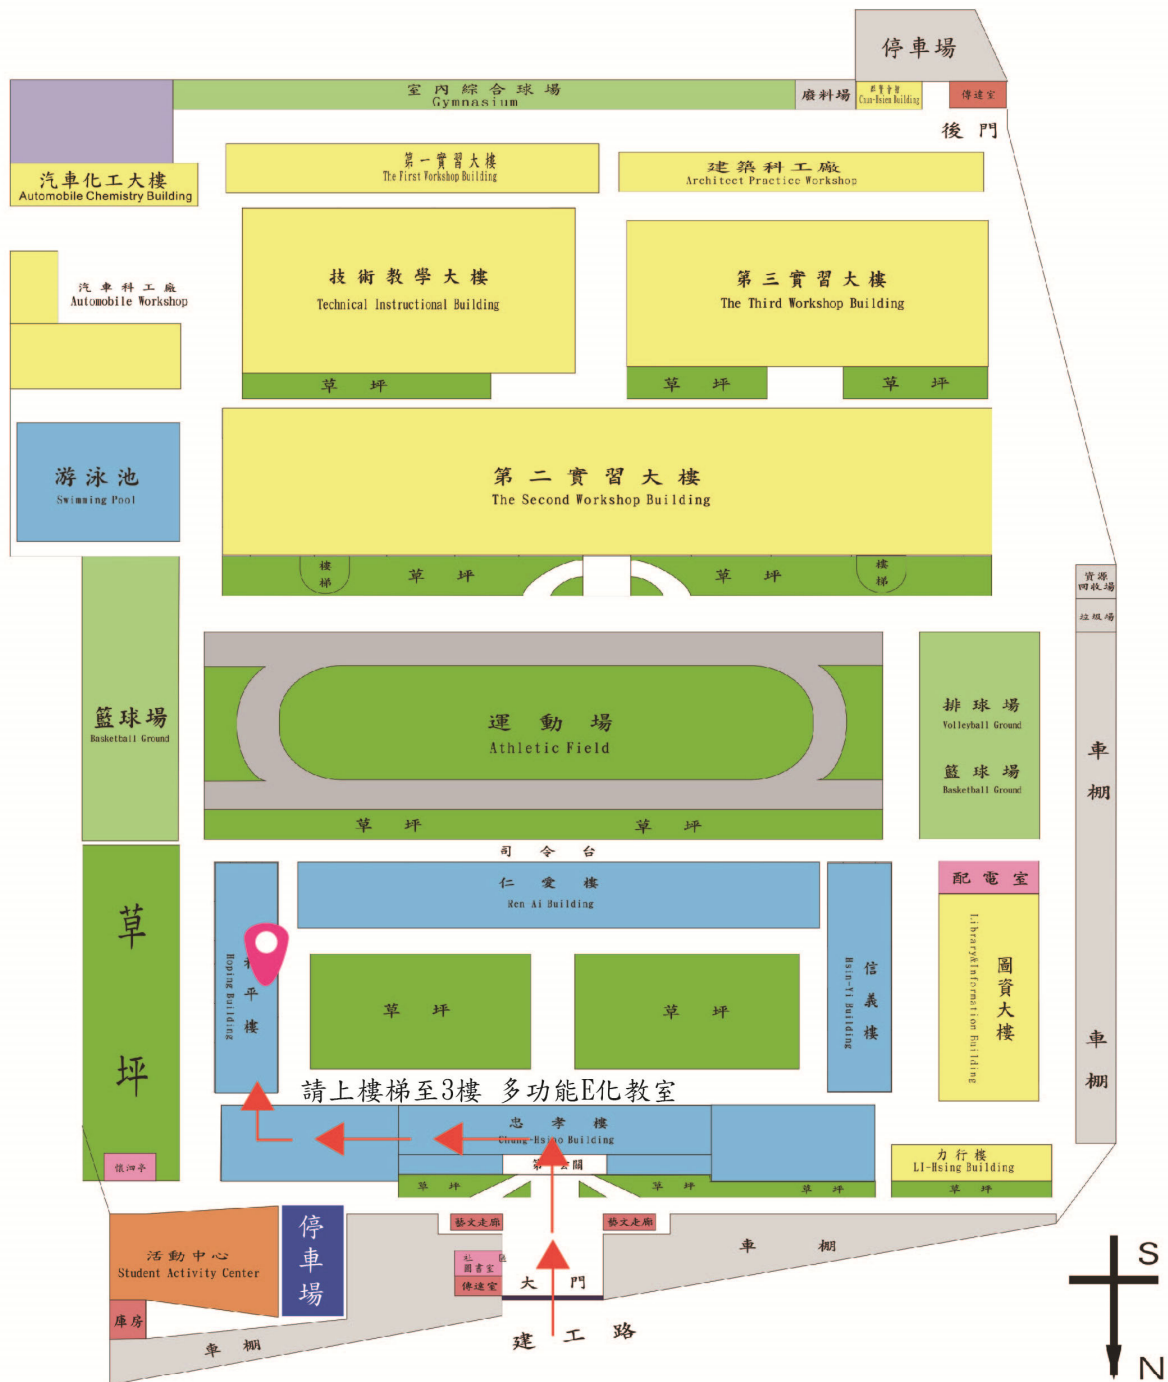 停車場
室內綜合球場
Gymnasium
廢料場
Chun-Hsien Building
傳達室
後門
汽車化工大樓
Automobile Chemistry Building
第一實習大樓
The First Workshop Building
建築科工廠
Architect Practice Workshop
汽車科工廠
Automobile Workshop
技術教學大樓
Technical Instructional Building
第三實習大樓
The Third Workshop Building
草坪
草坪
草坪
游泳池
Swimming Pool
第二實習大樓
The Second Workshop Building
樓梯
草坪
草坪
樓梯
資源
回收場
垃圾場
籃球場
Basketball Ground
運動場
Athletic Field
排球場
Volleyball Ground
籃球場
Basketball Ground
車棚
草坪
草坪
司令台
仁愛樓
Ren Ai Building
配電室
草坪
平樓
Hoping Building
草坪
草坪
信義樓
Hsin-Yi Building
圖資大樓
Library&Information Building
車棚
請上樓梯至3樓 多功能E化教室
忠孝樓
Chung-Hsiao Building
力行樓
LI-Hsing Building
草坪
草坪
草坪
草坪
藝文走廊
藝文走廊
活動中心
Student Activity Center
停車場
圖書室
傳達室
大門
車棚
庫房
車棚
建工路
S
N